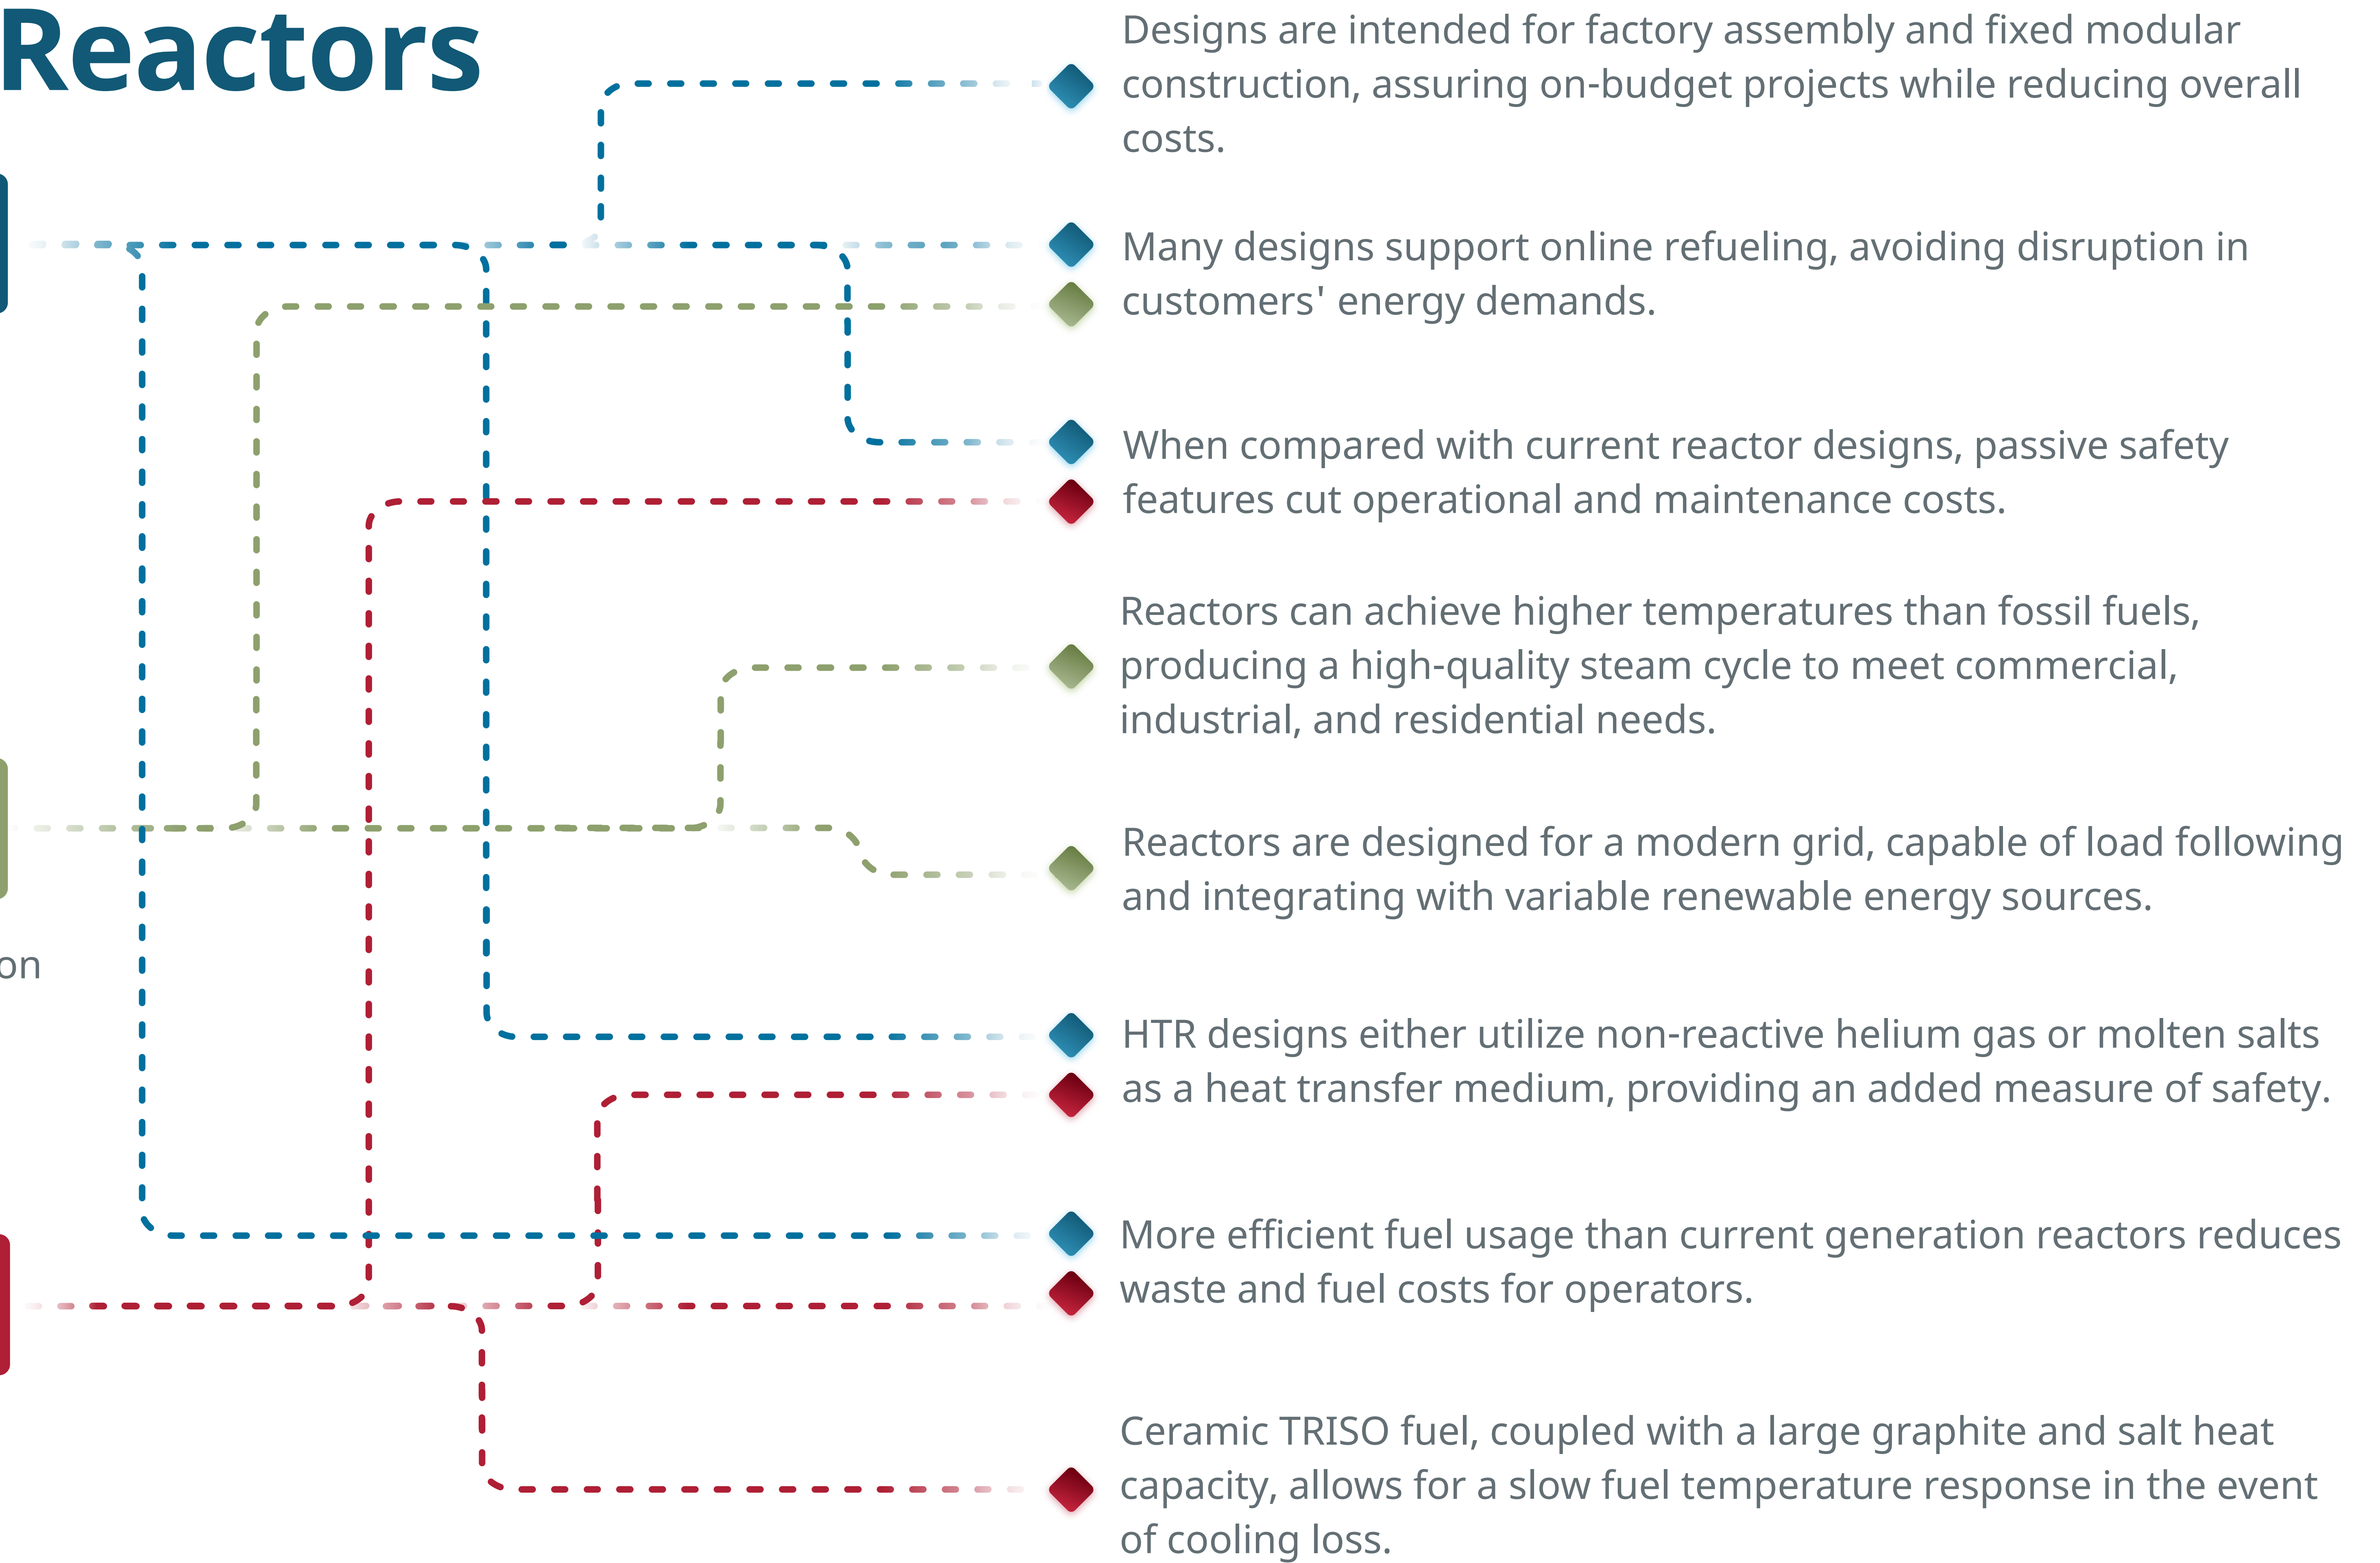 Reactors
Designs are intended for factory assembly and fixed modular
construction, assuring on-budget projects while reducing overall
costs.
Many designs support online refueling, avoiding disruption in
customers' energy demands.
When compared with current reactor designs, passive safety
features cut operational and maintenance costs.
Reactors can achieve higher temperatures than fossil fuels,
producing a high-quality steam cycle to meet commercial,
industrial, and residential needs.
Reactors are designed for a modern grid, capable of load following
and integrating with variable renewable energy sources.
on
HTR designs either utilize non-reactive helium gas or molten salts
as a heat transfer medium, providing an added measure of safety.
More efficient fuel usage than current generation reactors reduces
waste and fuel costs for operators.
Ceramic TRISO fuel, coupled with a large graphite and salt heat
capacity, allows for a slow fuel temperature response in the event
of cooling loss.